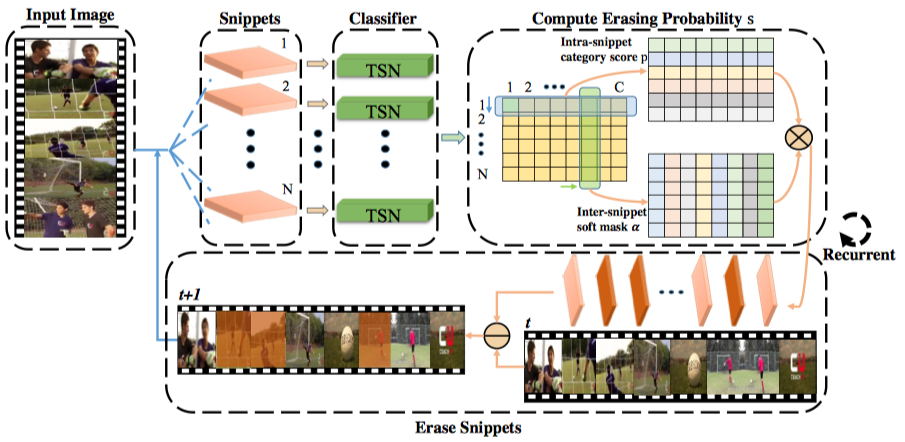 Input Image
Snippets
Classifier
Compute Erasing Probability s
1
2
N
TSN
TSN
TSN
Intra-snippet
category score p
1 2 C
1
2
N
Inter-snippet
soft mask α
Recurrent
t+1
t
Erase Snippets